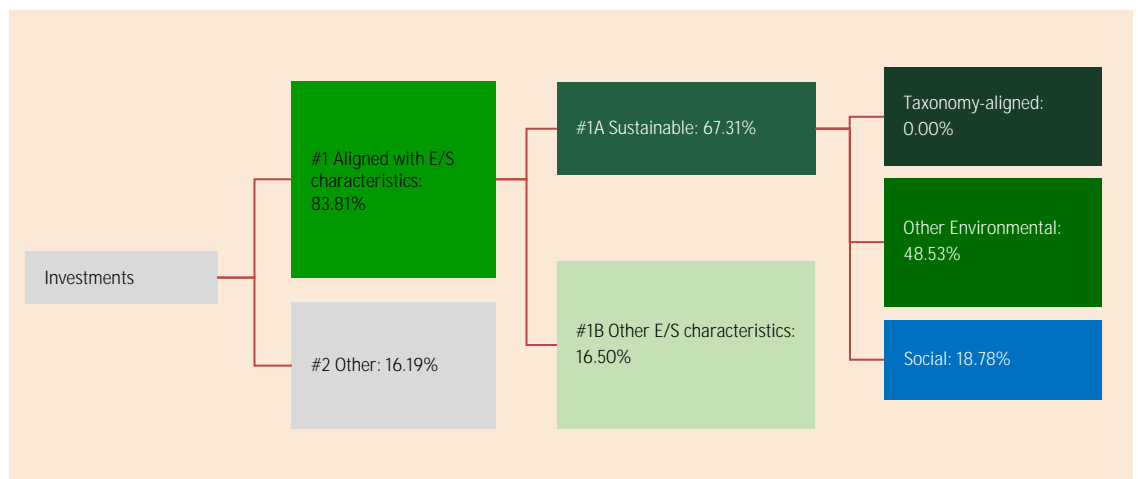 Investments
#1 Aligned with E/S
characteristics:
83.81%
#2 Other: 16.19%
#1A Sustainable: 67.31%
#1B Other E/S characteristics:
16.50%
Taxonomy-aligned:
0.00%
Other Environmental:
48.53%
Social: 18.78%